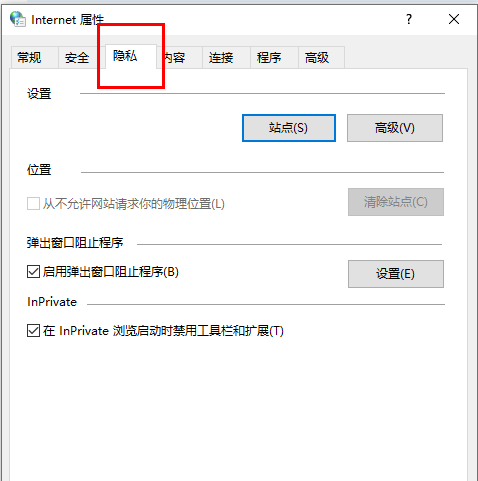 Internet 属性
常规 安全 隐私 内容 连接 程序 高级
设置
站点(S) 高级(V)
位置
从不允许网站请求你的物理位置(L) 清除站点(C)
弹出窗口阻止程序
启用弹出窗口阻止程序(B) 设置(E)
InPrivate
在 InPrivate 浏览启动时禁用工具栏和扩展(T)